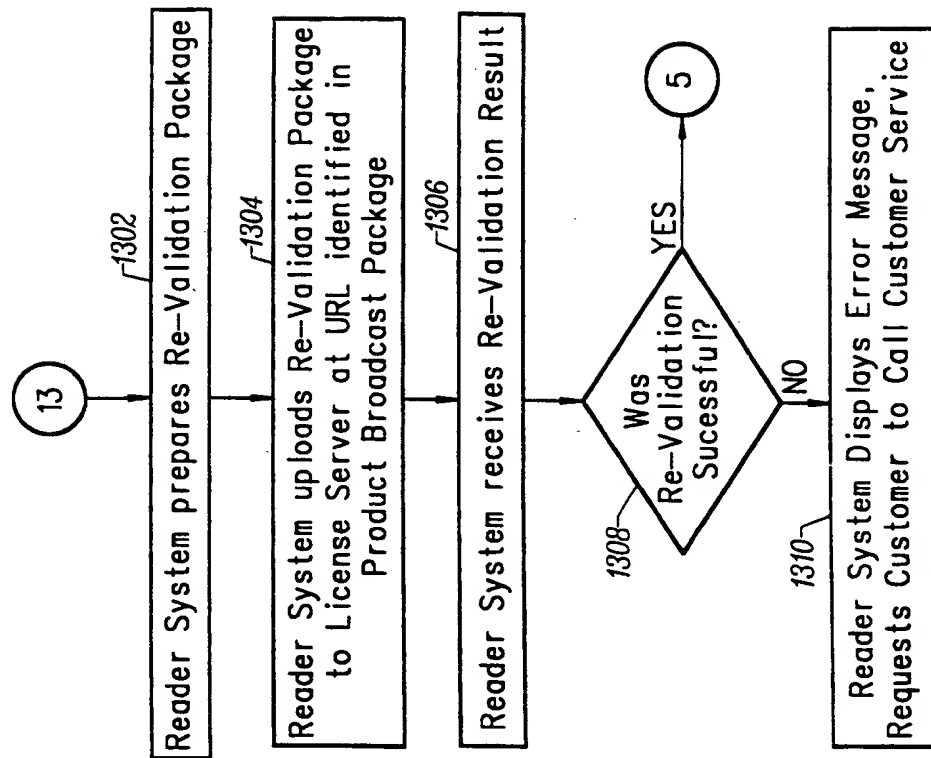 13
1302
Reader System prepares Re-Validation Package
1304
Reader System uploads Re-Validation Package
to License Server at URL identified in
Product Broadcast Package
1306
Reader System receives Re-Validation Result
1308
Was
Re-Validation
Sucessful?
YES
5
NO
1310
Reader System Displays Error Message,
Requests Customer to Call Customer Service